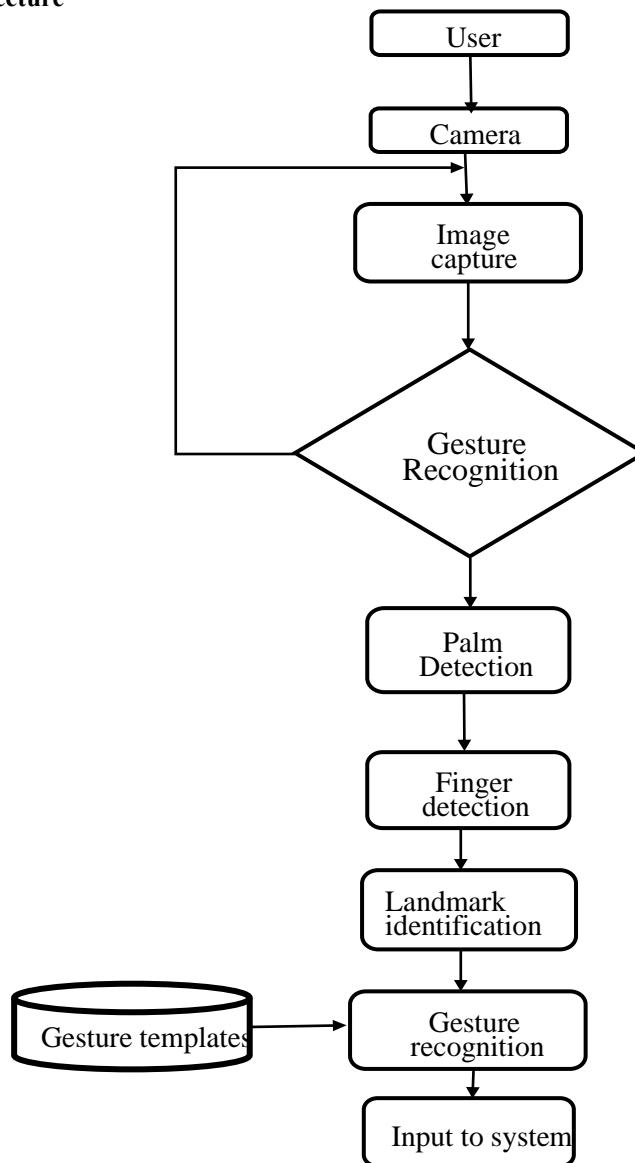 User
Camera
Image
capture
Gesture
Recognition
Palm
Detection
Finger
detection
Landmark
identification
Gesture templates
Gesture
recognition
Input to system